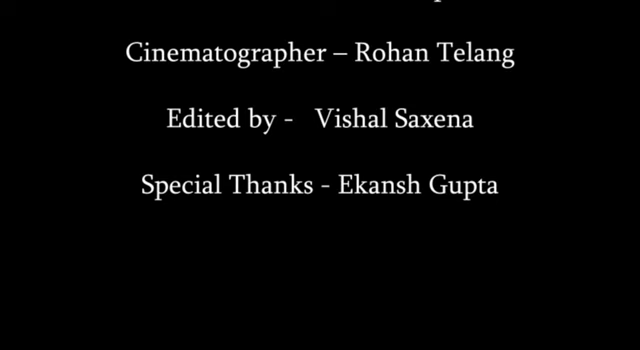 Cinematographer – Rohan Telang
Edited by - Vishal Saxena
Special Thanks - Ekansh Gupta